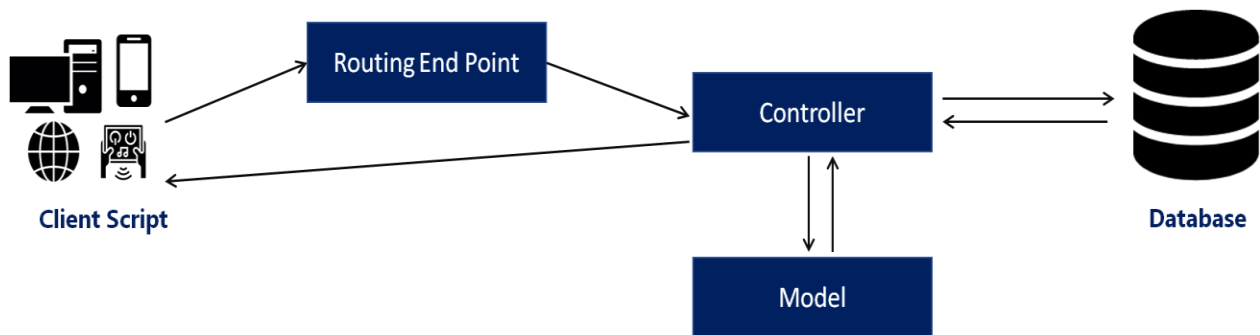 Routing End Point
Controller
Client Script
Database
Model